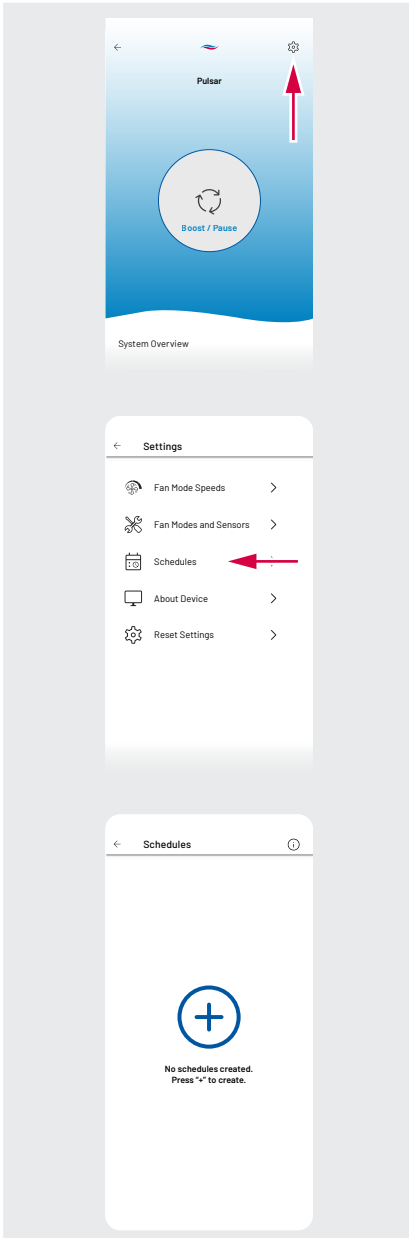 Pulsar
Boost / Pause
System Overview
Settings
Fan Mode Speeds
Fan Modes and Sensors
Schedules
About Device
Reset Settings
Schedules
No schedules created.
Press "+" to create.